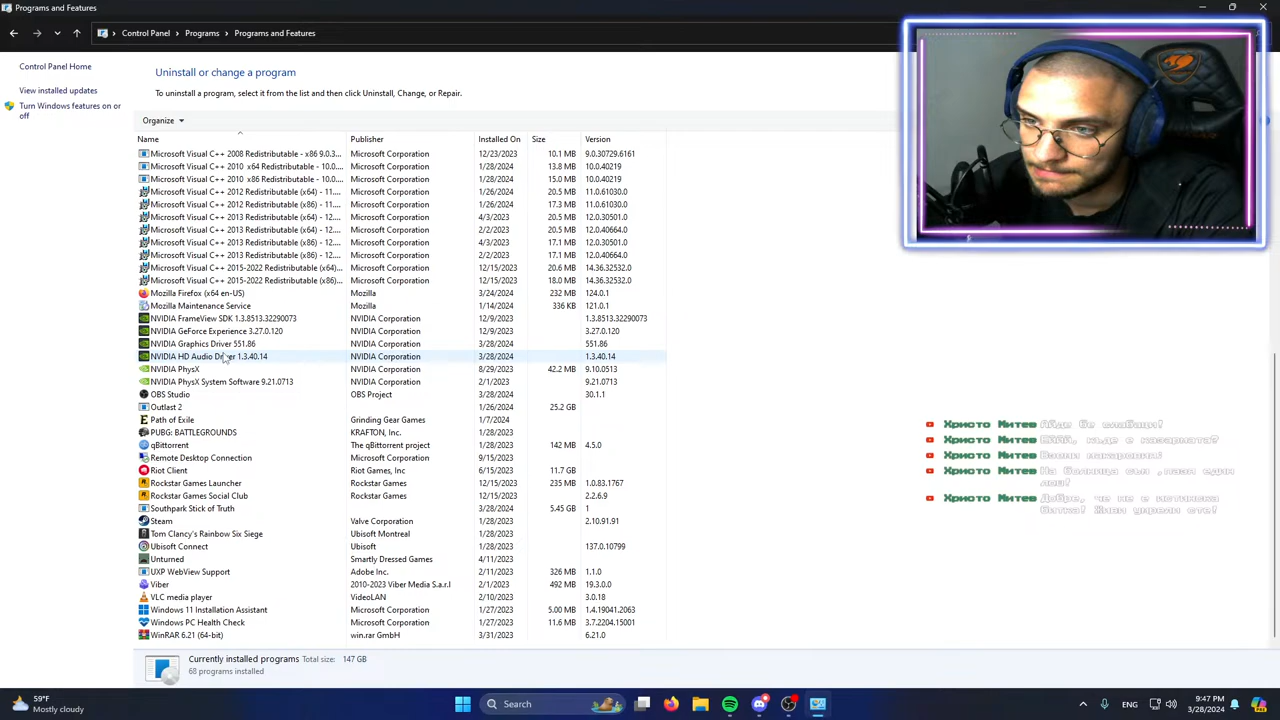 Programs and Features
Control Panel > Programs > Programs and Features
Control Panel Home
View installed updates
Turn Windows features on or
off
Uninstall or change a program
To uninstall a program, select it from the list and then click Uninstall, Change, or Repair.
Organize
Name Publisher Installed On Size Version
Microsoft Visual C++ 2008 Redistributable - x86 9.0.3... Microsoft Corporation 12/23/2023 10.1 MB 9.0.30729.6161
Microsoft Visual C++ 2010 x64 Redistributable - 10.0.... Microsoft Corporation 1/28/2024 13.8 MB 10.0.40219
Microsoft Visual C++ 2010 x86 Redistributable - 10.0.... Microsoft Corporation 1/28/2024 15.0 MB 10.0.40219
Microsoft Visual C++ 2012 Redistributable (x64) - 11.... Microsoft Corporation 1/26/2024 20.5 MB 11.0.61030.0
Microsoft Visual C++ 2012 Redistributable (x86) - 11.... Microsoft Corporation 1/26/2024 17.3 MB 11.0.61030.0
Microsoft Visual C++ 2013 Redistributable (x64) - 12.... Microsoft Corporation 4/3/2023 20.5 MB 12.0.30501.0
Microsoft Visual C++ 2013 Redistributable (x64) - 12.... Microsoft Corporation 2/2/2023 20.5 MB 12.0.40664.0
Microsoft Visual C++ 2013 Redistributable (x86) - 12.... Microsoft Corporation 4/3/2023 17.1 MB 12.0.30501.0
Microsoft Visual C++ 2013 Redistributable (x86) - 12.... Microsoft Corporation 2/2/2023 17.1 MB 12.0.40664.0
Microsoft Visual C++ 2015-2022 Redistributable (x64)... Microsoft Corporation 12/15/2023 20.6 MB 14.36.32532.0
Microsoft Visual C++ 2015-2022 Redistributable (x86)... Microsoft Corporation 12/15/2023 18.0 MB 14.36.32532.0
Mozilla Firefox (x64 en-US) Mozilla 3/24/2024 232 MB 124.0.1
Mozilla Maintenance Service Mozilla 1/14/2024 336 KB 121.0.1
NVIDIA FrameView SDK 1.3.8513.32290073 NVIDIA Corporation 12/9/2023 1.3.8513.32290073
NVIDIA GeForce Experience 3.27.0.120 NVIDIA Corporation 12/9/2023 3.27.0.120
NVIDIA Graphics Driver 551.86 NVIDIA Corporation 3/28/2024 551.86
NVIDIA HD Audio Driver 1.3.40.14 NVIDIA Corporation 3/28/2024 1.3.40.14
NVIDIA PhysX NVIDIA Corporation 8/29/2023 42.2 MB 9.10.0513
NVIDIA PhysX System Software 9.21.0713 NVIDIA Corporation 2/1/2023 9.21.0713
OBS Studio OBS Project 3/28/2024 30.1.1
Outlast 2 1/26/2024 25.2 GB
Path of Exile Grinding Gear Games 1/7/2024
PUBG: BATTLEGROUNDS KRAFTON, Inc. 1/28/2023
qBittorrent The qBittorrent project 1/28/2023 142 MB 4.5.0
Remote Desktop Connection Microsoft Corporation 9/15/2023
Riot Client Riot Games, Inc 6/15/2023 11.7 GB
Rockstar Games Launcher Rockstar Games 12/15/2023 235 MB 1.0.83.1767
Rockstar Games Social Club Rockstar Games 12/15/2023 2.2.6.9
Southpark Stick of Truth 3/28/2024 5.45 GB 1
Steam Valve Corporation 1/28/2023 2.10.91.91
Tom Clancy's Rainbow Six Siege Ubisoft Montreal 1/28/2023
Ubisoft Connect Ubisoft 1/28/2023 137.0.10799
Unturned Smartly Dressed Games 4/11/2023
UXP WebView Support Adobe Inc. 2/11/2023 326 MB 1.1.0
Viber 2010-2023 Viber Media S.a.r.l 2/1/2023 492 MB 19.3.0.0
VLC media player VideoLAN 2/10/2023 3.0.18
Windows 11 Installation Assistant Microsoft Corporation 1/27/2023 5.00 MB 1.4.19041.2063
Windows PC Health Check Microsoft Corporation 1/27/2023 11.6 MB 3.7.2204.15001
WinRAR 6.21 (64-bit) win.rar GmbH 3/31/2023 6.21.0
Христо Митев Айде бе слабаци!
Христо Митев ЕЙЙЙ, къде е казармата?
Христо Митев макарони!
Христо Митев На болница съм ,пази един
Христо Митев Добре, че не е истинска
битка! Живи умрели сте!
Currently installed programs Total size: 147 GB
68 programs installed
59°F
Mostly cloudy
Search
ENG
9:47 PM
3/28/2024